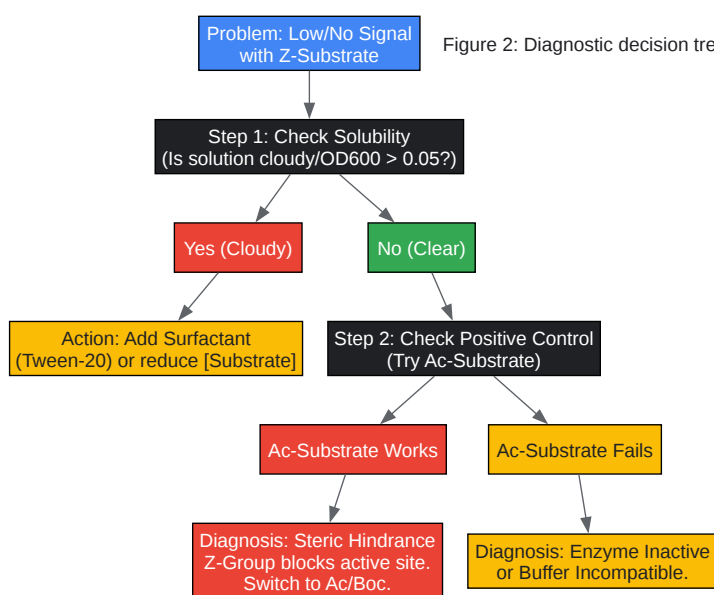 Problem: Low/No Signal
with Z-Substrate
Figure 2: Diagnostic decision tre
Step 1: Check Solubility
(Is solution cloudy/OD600 > 0.05?)
Yes (Cloudy)
No (Clear)
Action: Add Surfactant
(Tween-20) or reduce [Substrate]
Step 2: Check Positive Control
(Try Ac-Substrate)
Ac-Substrate Works
Ac-Substrate Fails
Diagnosis: Steric Hindrance
Z-Group blocks active site.
Switch to Ac/Boc.
Diagnosis: Enzyme Inactive
or Buffer Incompatible.